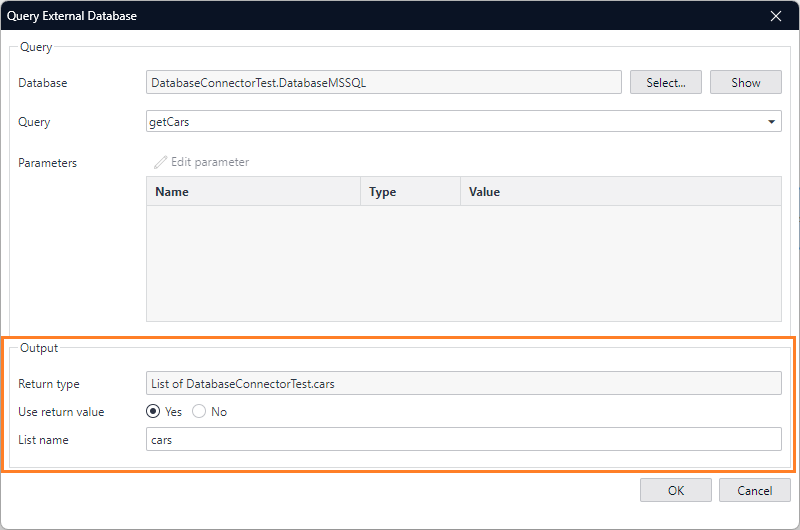 Query External Database
Query
Database DatabaseConnectorTest.DatabaseMSSQL Select... Show
Query getCars
Parameters Edit parameter
Name Type Value
Output
Return type List of DatabaseConnectorTest.cars
Use return value Yes No
List name cars
OK Cancel